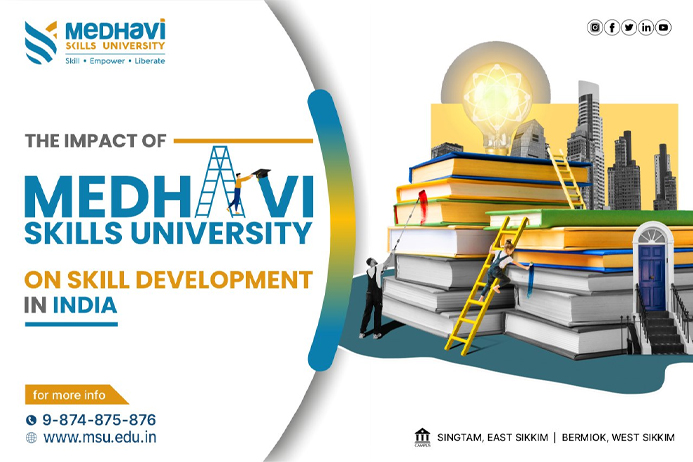 MEDHAVI
SKILLS UNIVERSITY
Skill • Empower • Liberate
THE IMPACT OF
MEDHAVI
SKILLS UNIVERSITY
ON SKILL DEVELOPMENT
IN INDIA
for more info
9-874-875-876
www.msu.edu.in
SINGTAM, EAST SIKKIM | BERMIOK, WEST SIKKIM